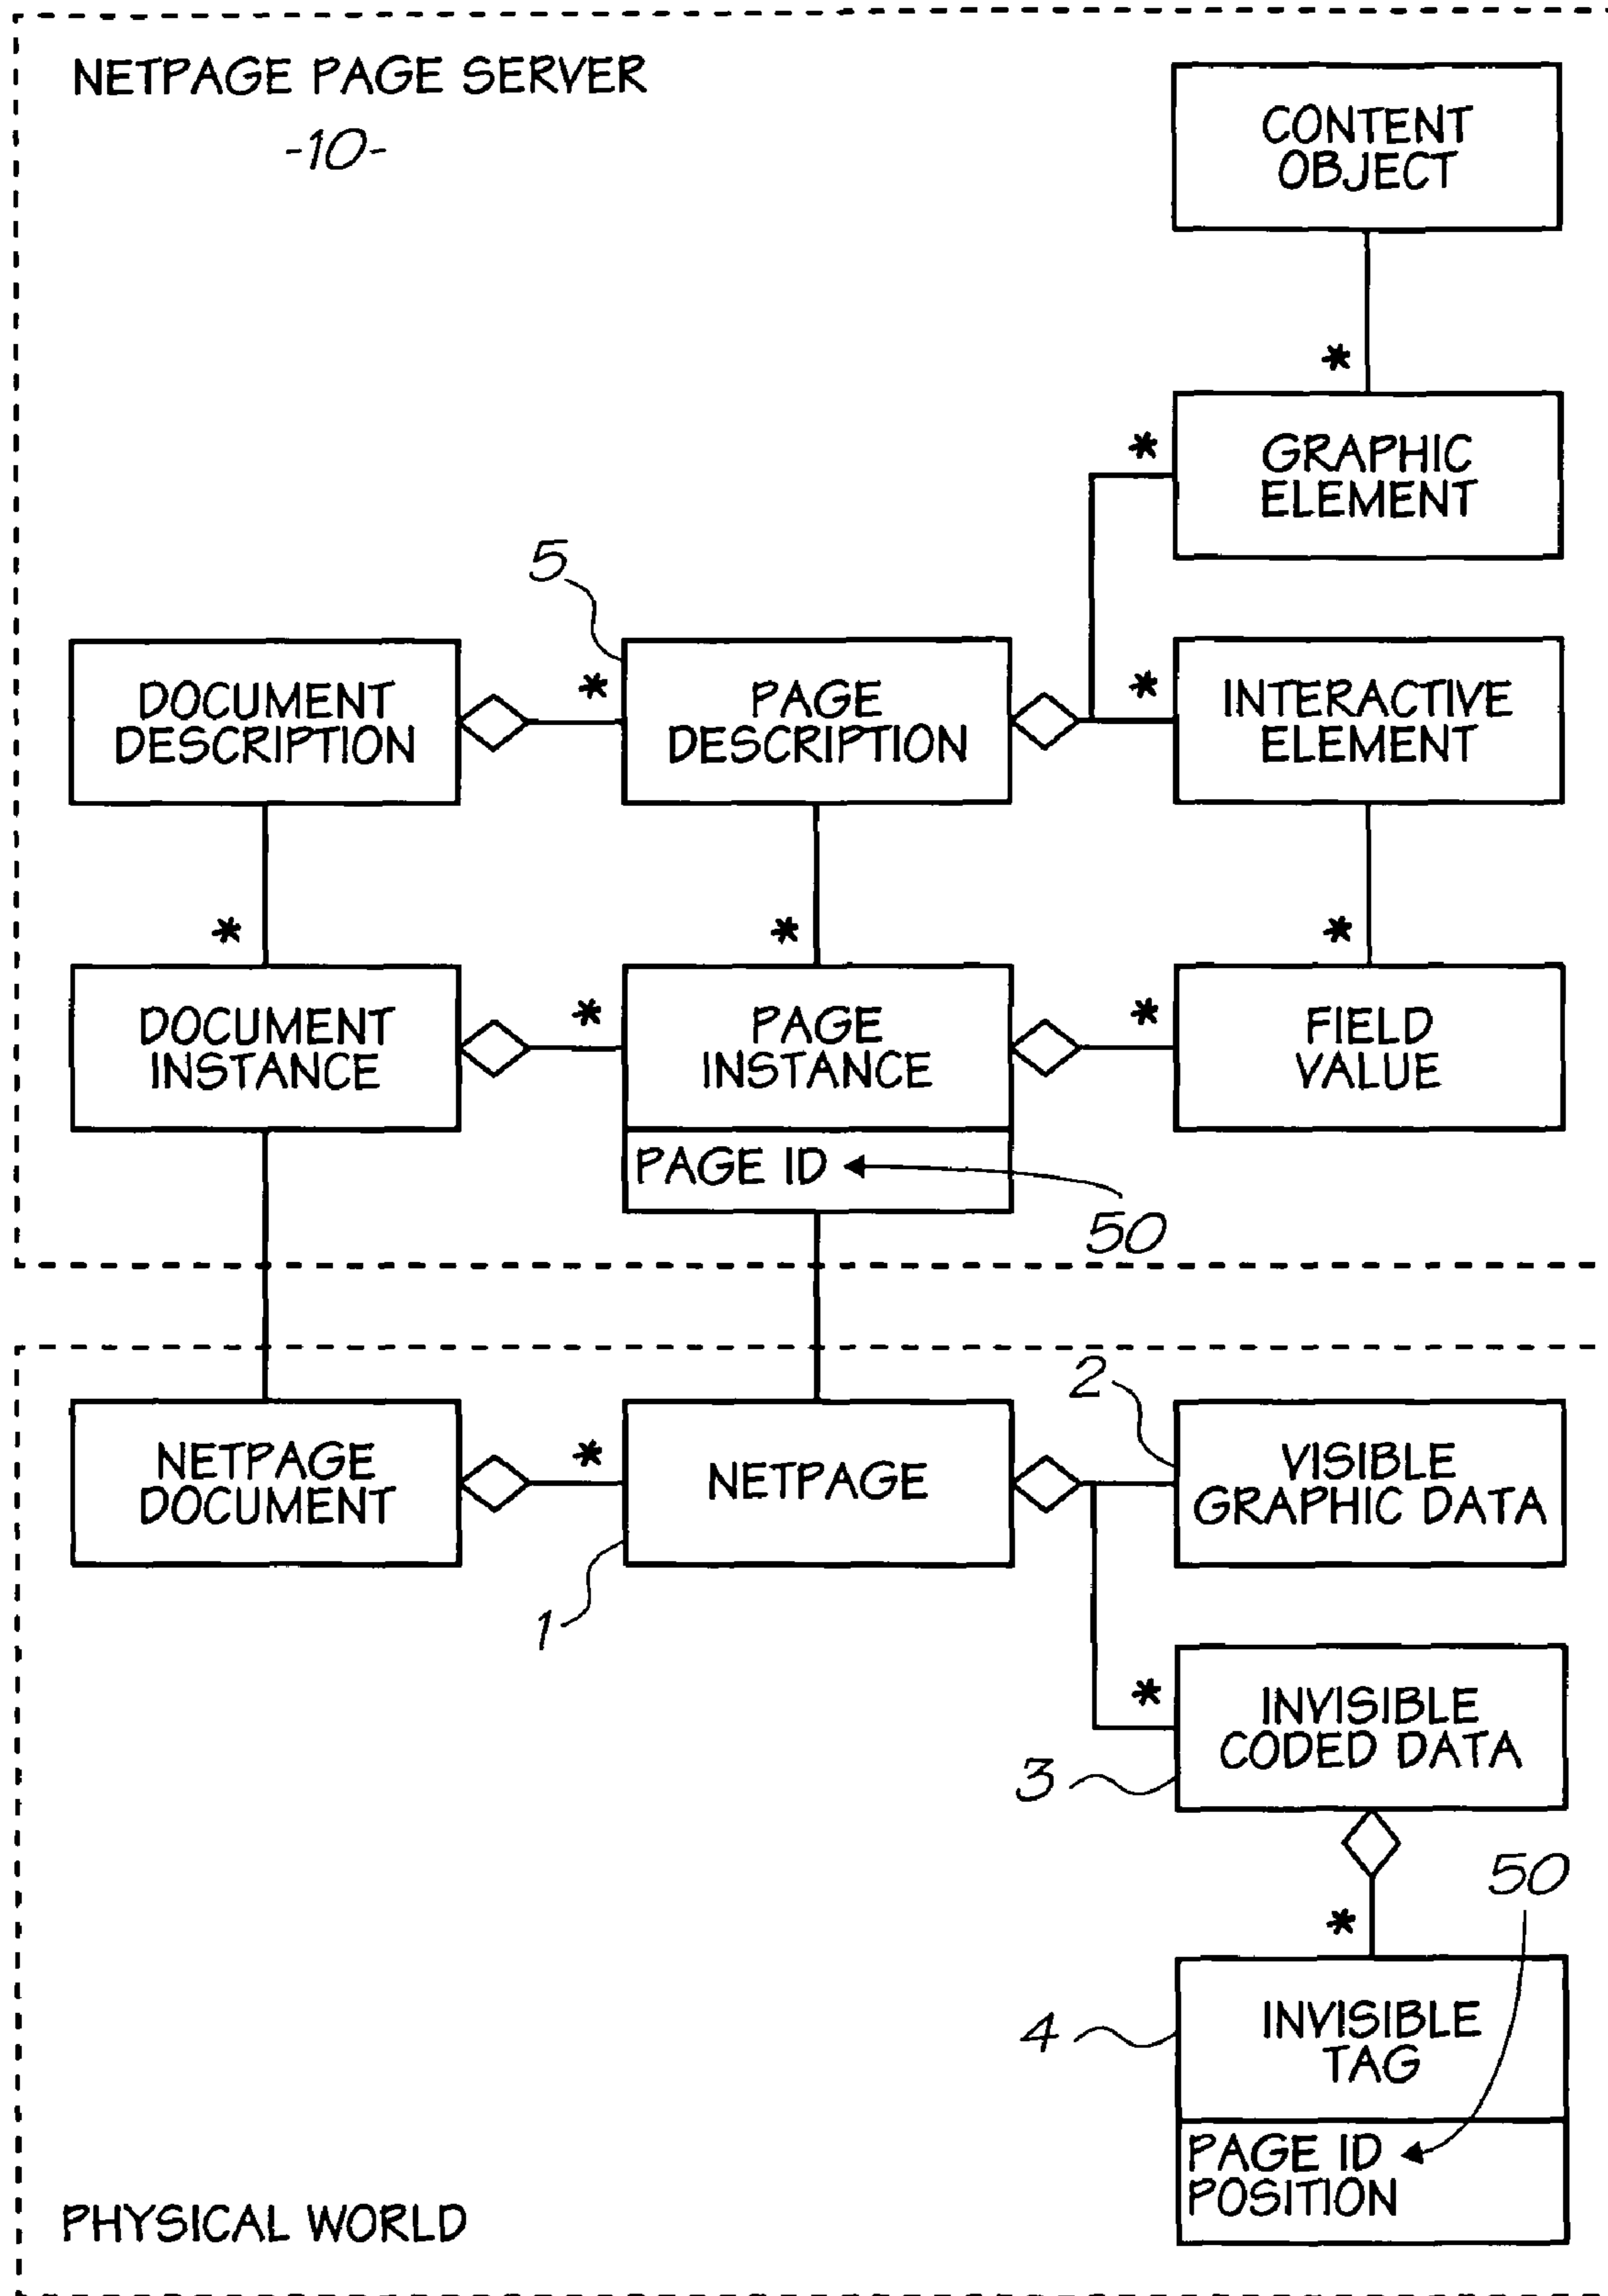 NETPAGE PAGE SERVER
-10-
CONTENT
OBJECT
*
*
GRAPHIC
ELEMENT
5
DOCUMENT
DESCRIPTION
*
PAGE
DESCRIPTION
*
INTERACTIVE
ELEMENT
*
*
*
DOCUMENT
INSTANCE
*
PAGE
INSTANCE
*
FIELD
VALUE
PAGE ID
50
2
NETPAGE
DOCUMENT
*
NETPAGE
VISIBLE
GRAPHIC DATA
1
*
INVISIBLE
CODED DATA
3
50
*
4
INVISIBLE
TAG
PAGE ID
POSITION
PHYSICAL WORLD